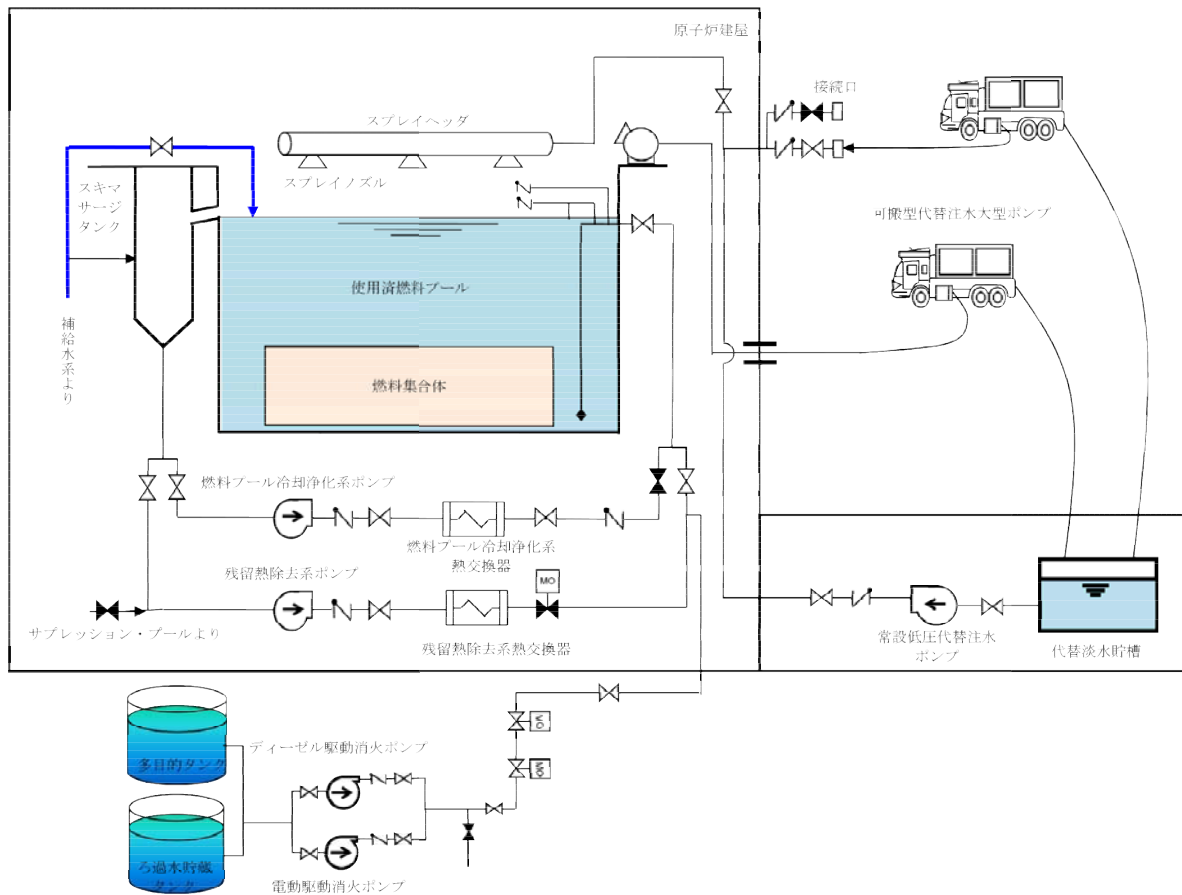 原子炉建屋
接続口
スプレイヘッダ
スプレイノズル
スキマ
サージ
タンク
可搬型代替注水大型ポンプ
使用済燃料プール
補給水系より
燃料集合体
燃料プール冷却浄化系ポンプ
燃料プール冷却浄化系
熱交換器
残留熱除去系ポンプ
MO
サプレッション・プールより
残留熱除去系熱交換器
常設低圧代替注水
ポンプ
代替淡水貯槽
MO
MO
ディーゼル駆動消火ポンプ
多目的タンク
ろ過水貯蔵
タンク
電動駆動消火ポンプ